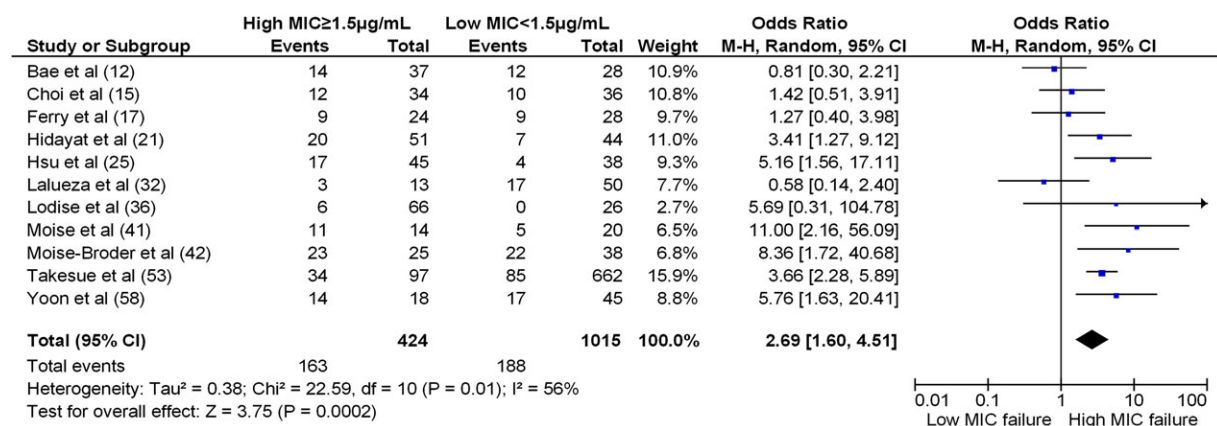 High MIC≥1.5µg/mL Low MIC<1.5µg/mL Odds Ratio Odds Ratio
Study or Subgroup Events Total Events Total Weight M-H, Random, 95% CI M-H, Random, 95% CI
Bae et al (12) 14 37 12 28 10.9% 0.81 [0.30, 2.21]
Choi et al (15) 12 34 10 36 10.8% 1.42 [0.51, 3.91]
Ferry et al (17) 9 24 9 28 9.7% 1.27 [0.40, 3.98]
Hidayat et al (21) 20 51 7 44 11.0% 3.41 [1.27, 9.12]
Hsu et al (25) 17 45 4 38 9.3% 5.16 [1.56, 17.11]
Lalueza et al (32) 3 13 17 50 7.7% 0.58 [0.14, 2.40]
Lodise et al (36) 6 66 0 26 2.7% 5.69 [0.31, 104.78]
Moise et al (41) 11 14 5 20 6.5% 11.00 [2.16, 56.09]
Moise-Broder et al (42) 23 25 22 38 6.8% 8.36 [1.72, 40.68]
Takesue et al (53) 34 97 85 662 15.9% 3.66 [2.28, 5.89]
Yoon et al (58) 14 18 17 45 8.8% 5.76 [1.63, 20.41]
Total (95% CI) 424 1015 100.0% 2.69 [1.60, 4.51]
Total events 163 188
Heterogeneity: Tau² = 0.38; Chi² = 22.59, df = 10 (P = 0.01); I² = 56%
Test for overall effect: Z = 3.75 (P = 0.0002)
0.01 0.1 1 10 100
Low MIC failure High MIC failure